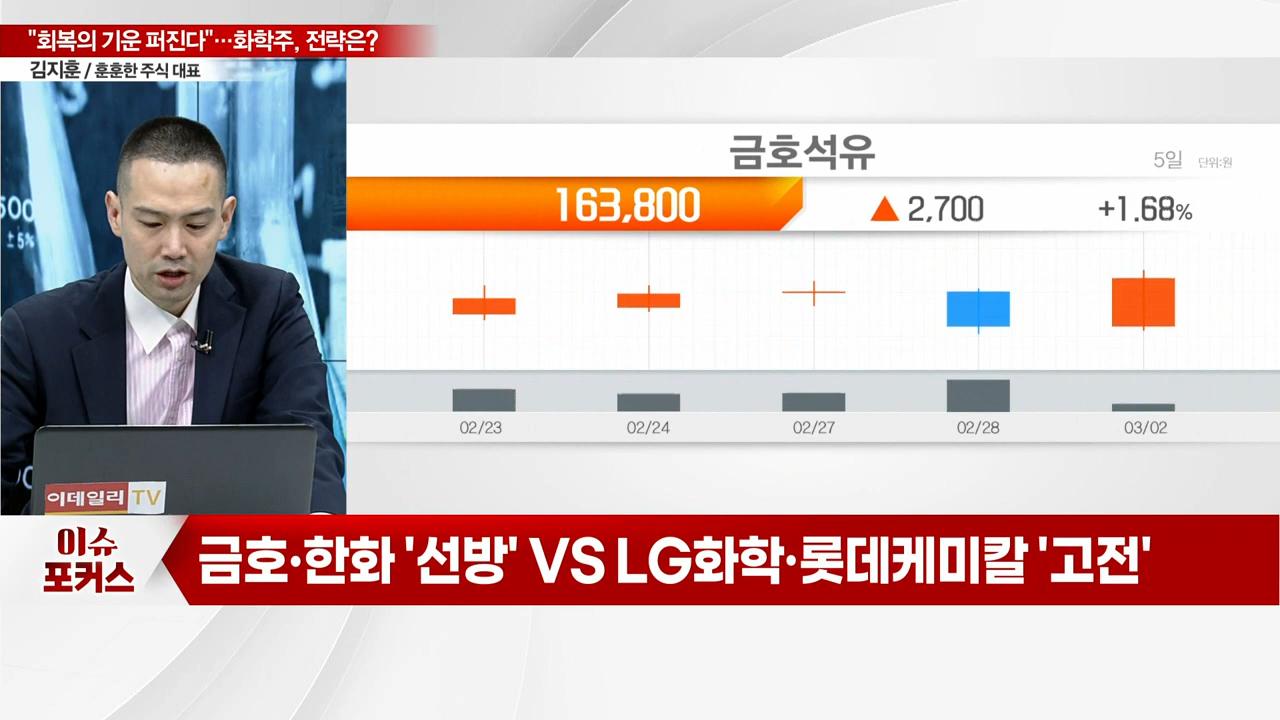 "회복의 기운 퍼진다"…화학주, 전략은?
김지훈 / 훈훈한 주식 대표
금호석유
5일 단위:원
163,800 ▲ 2,700 +1.68%
500
±5%
02/23 02/24 02/27 02/28 03/02
이데일리 TV
이슈
포커스
금호·한화 '선방' VS LG화학·롯데케미칼 '고전'